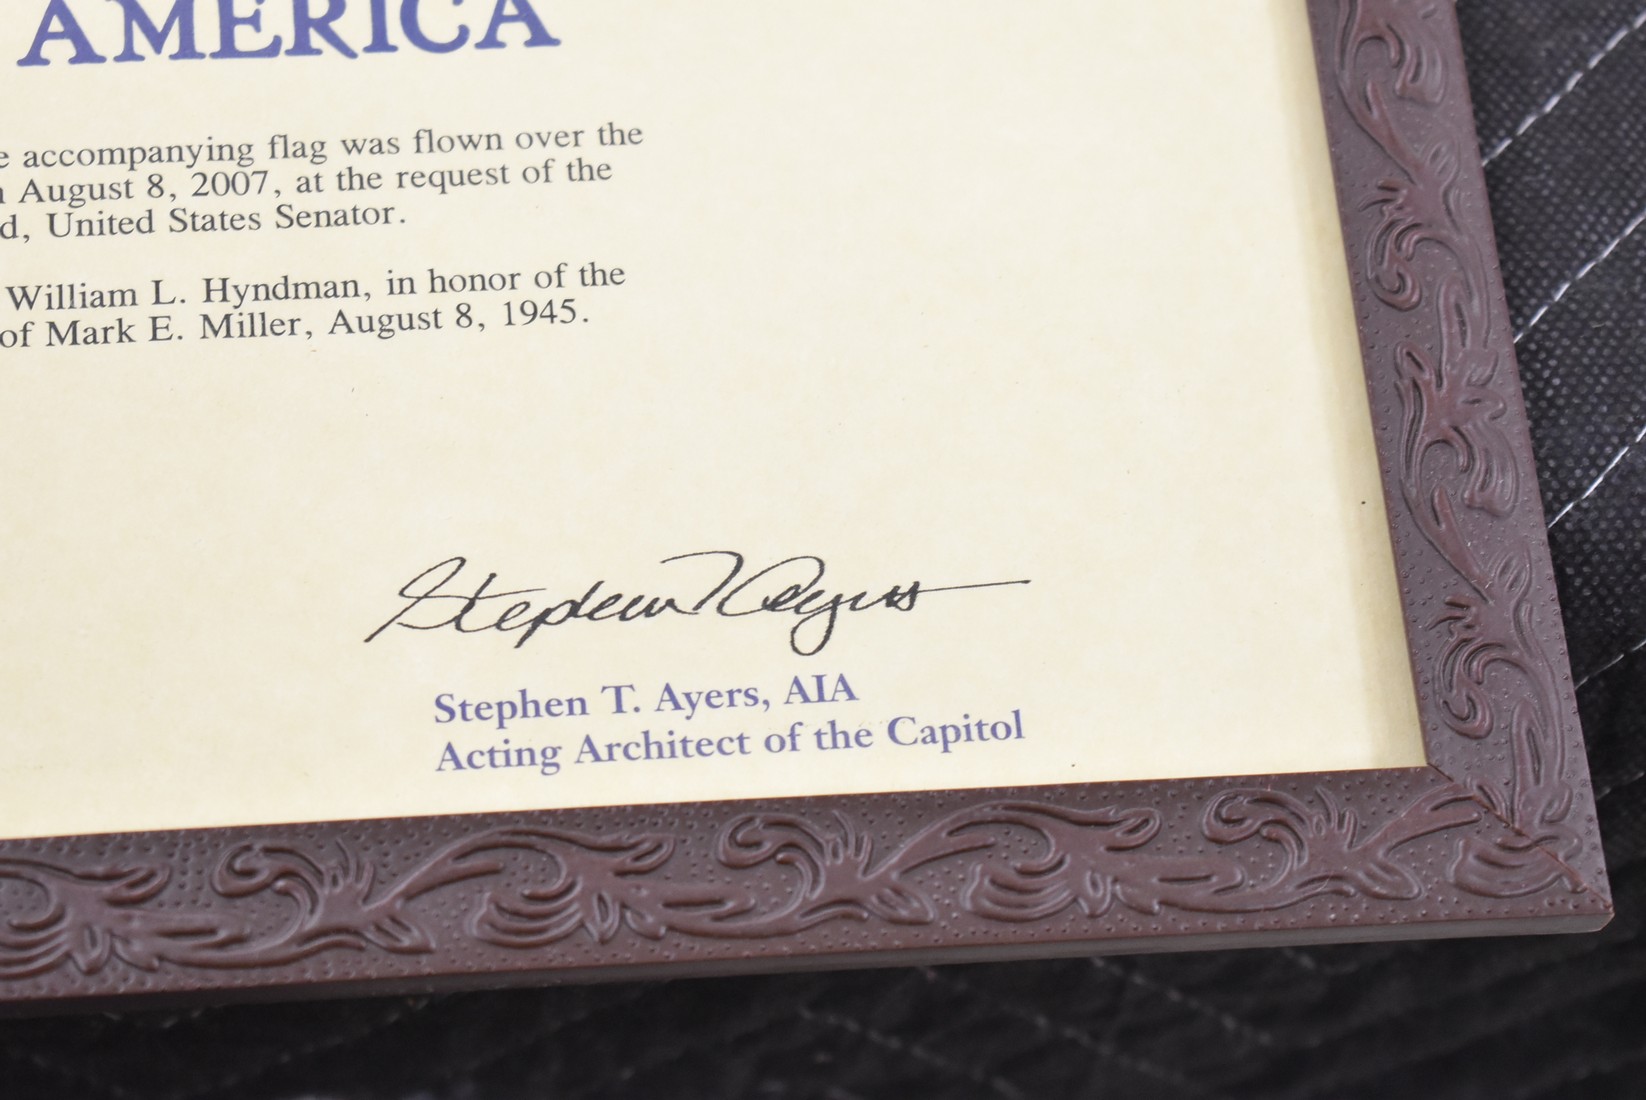 AMERICA
accompanying flag was flown over the
August 8, 2007, at the request of the
d, United States Senator.
William L. Hyndman, in honor of the
of Mark E. Miller, August 8, 1945.
Stephen T Ayers
Stephen T. Ayers, AIA
Acting Architect of the Capitol